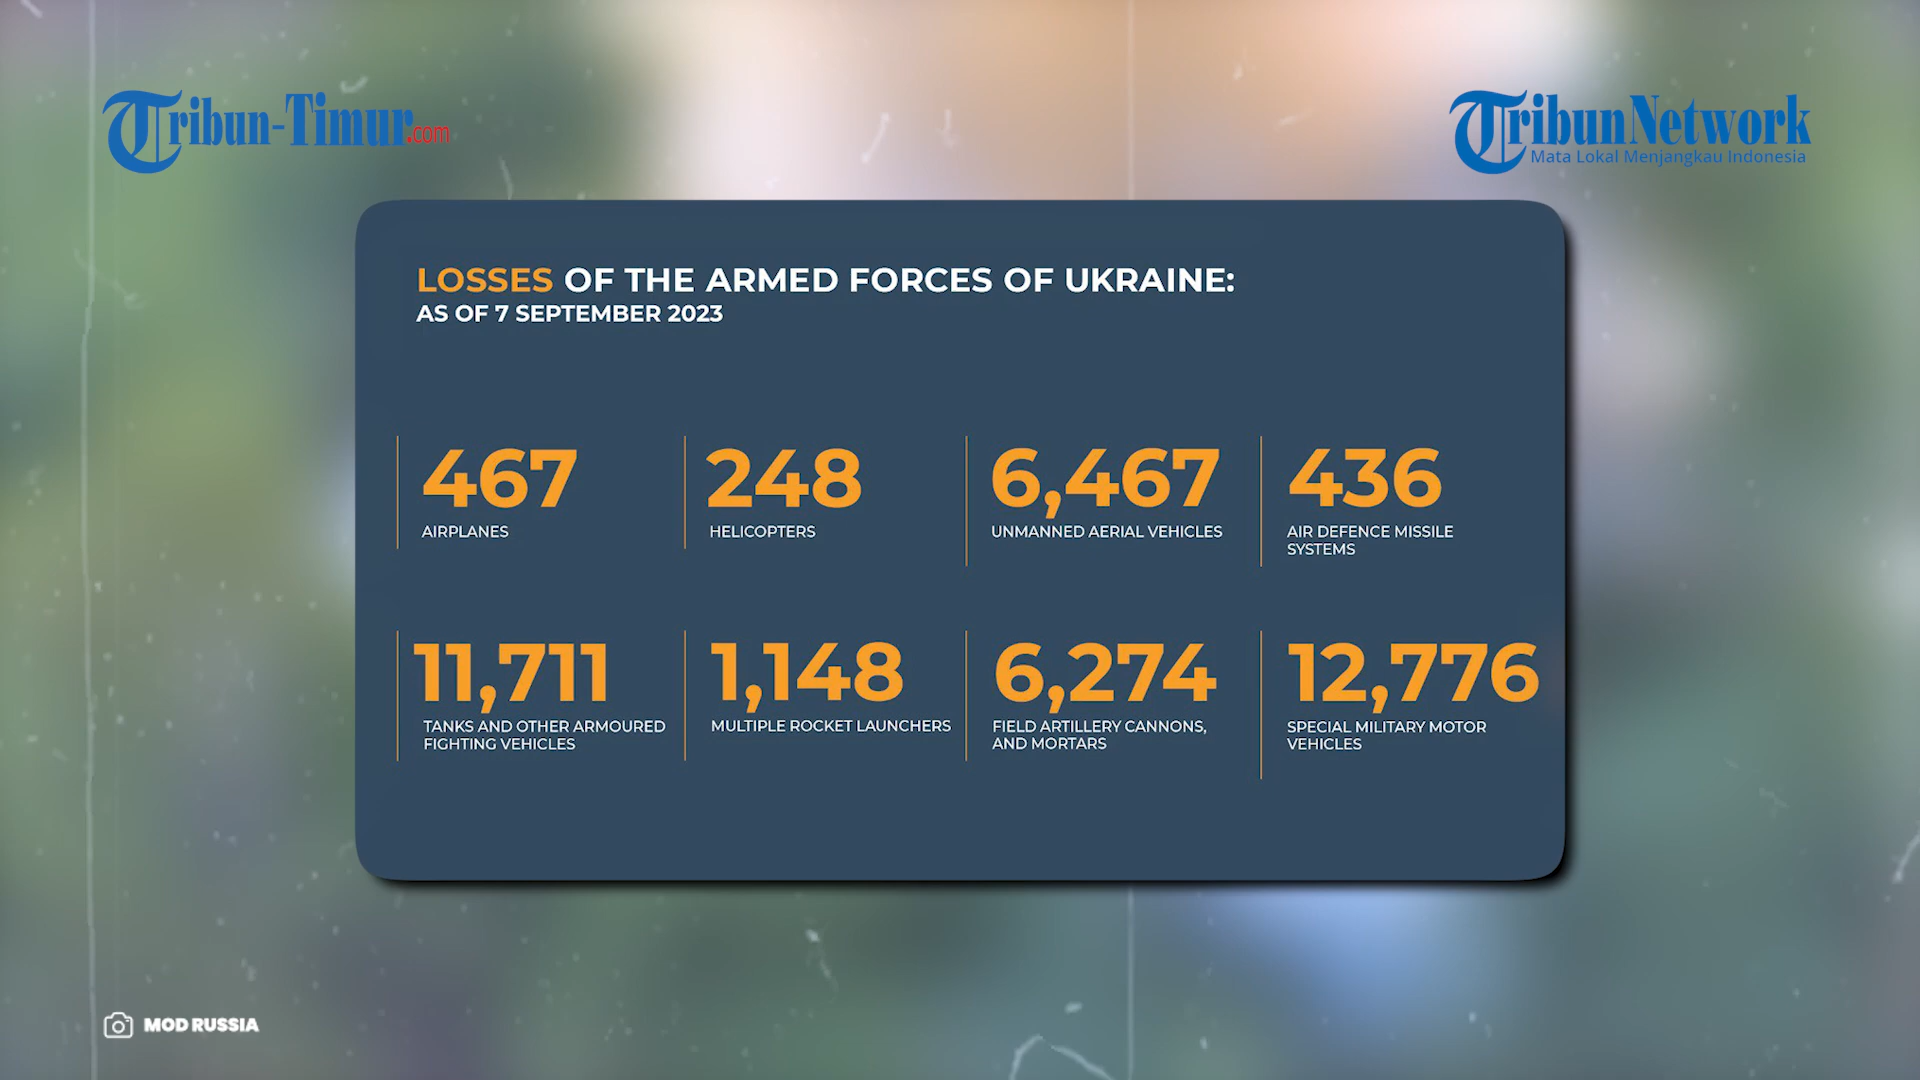 Tribun-Timur.com
TribunNetwork
Mata Lokal Menjangkau Indonesia
LOSSES OF THE ARMED FORCES OF UKRAINE:
AS OF 7 SEPTEMBER 2023
467
AIRPLANES
248
HELICOPTERS
6,467
UNMANNED AERIAL VEHICLES
436
AIR DEFENCE MISSILE
SYSTEMS
11,711
TANKS AND OTHER ARMOURED
FIGHTING VEHICLES
1,148
MULTIPLE ROCKET LAUNCHERS
6,274
FIELD ARTILLERY CANNONS,
AND MORTARS
12,776
SPECIAL MILITARY MOTOR
VEHICLES
MOD RUSSIA